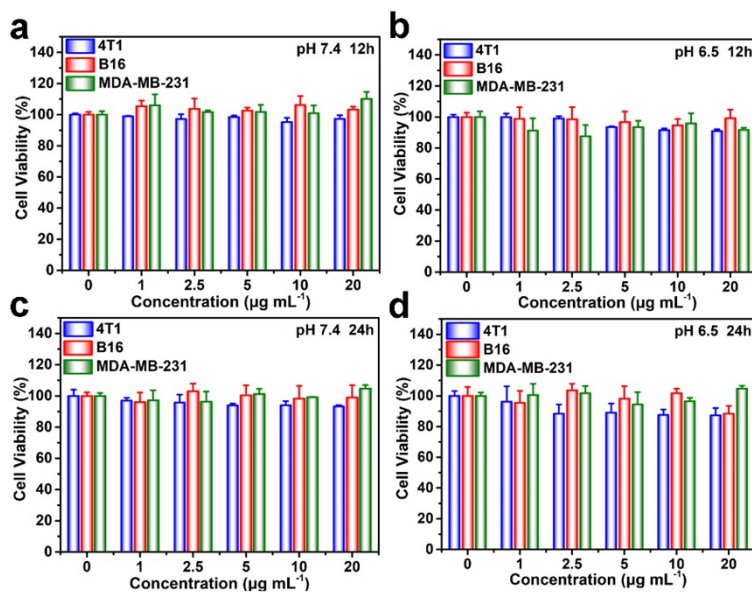 a
4T1
B16
MDA-MB-231
pH 7.4 12h
Cell Viability (%)
140
120
100
80
60
40
20
0
0 1 2.5 5 10 20
Concentration (µg mL⁻¹)
b
4T1
B16
MDA-MB-231
pH 6.5 12h
Cell Viability (%)
140
120
100
80
60
40
20
0
0 1 2.5 5 10 20
Concentration (µg mL⁻¹)
c
4T1
B16
MDA-MB-231
pH 7.4 24h
Cell Viability (%)
140
120
100
80
60
40
20
0
0 1 2.5 5 10 20
Concentration (µg mL⁻¹)
d
4T1
B16
MDA-MB-231
pH 6.5 24h
Cell Viability (%)
140
120
100
80
60
40
20
0
0 1 2.5 5 10 20
Concentration (µg mL⁻¹)